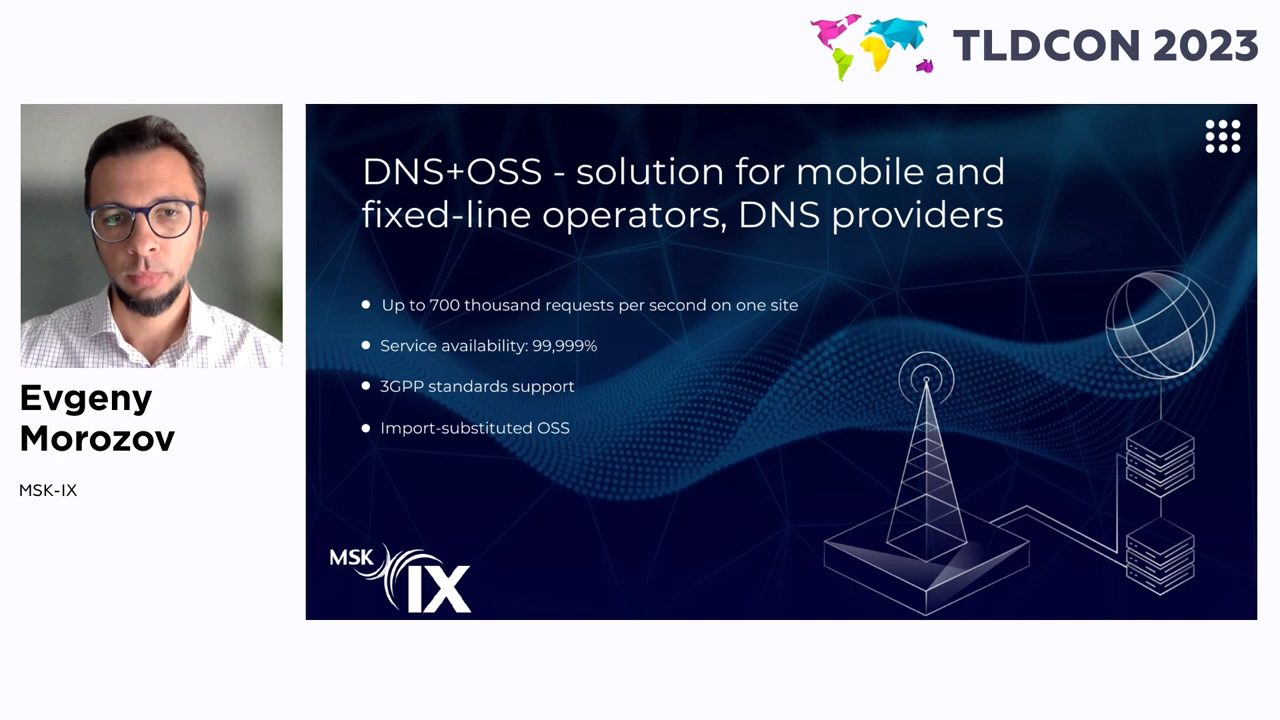 TLDCON 2023
DNS+OSS - solution for mobile and
fixed-line operators, DNS providers
Up to 700 thousand requests per second on one site
Service availability: 99,999%
3GPP standards support
Import-substituted OSS
MSK
IX
Evgeny
Morozov
MSK-IX